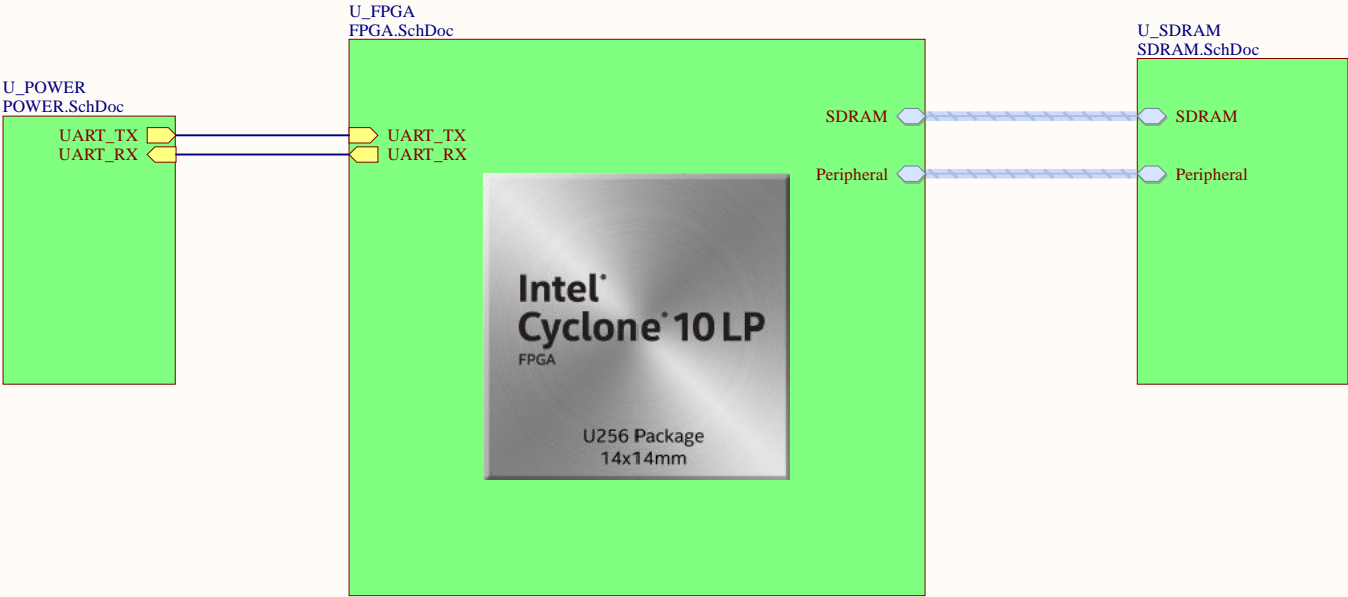 U_FPGA
FPGA.SchDoc
U_SDRAM
SDRAM.SchDoc
U_POWER
POWER.SchDoc
SDRAM
SDRAM
UART_TX
UART_TX
UART_RX
UART_RX
Peripheral
Peripheral
Intel®
Cyclone® 10 LP
FPGA
U256 Package
14x14mm